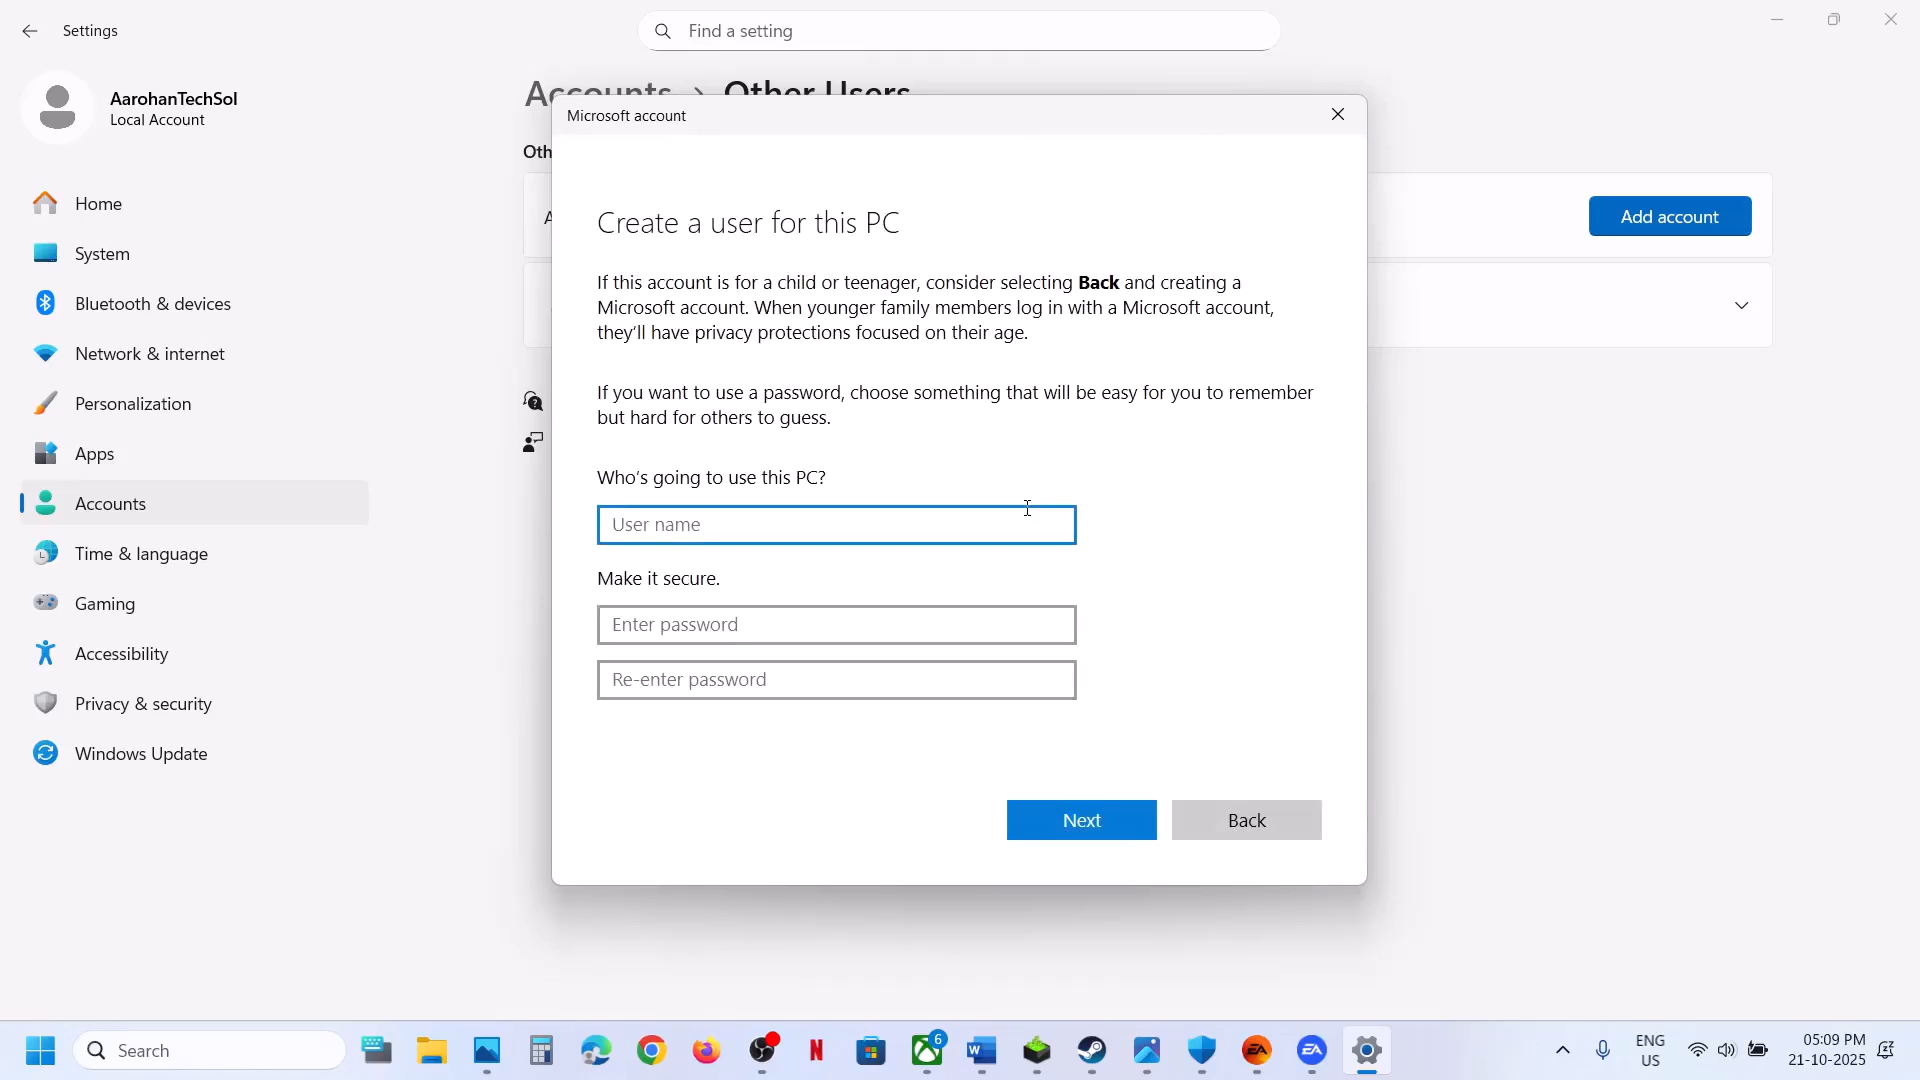 Settings
Find a setting
AarohanTechSol
Local Account
Home
System
Bluetooth & devices
Network & internet
Personalization
Apps
Accounts
Time & language
Gaming
Accessibility
Privacy & security
Windows Update
Accounts > Other Users
Oth
A
Add account
Microsoft account
Create a user for this PC
If this account is for a child or teenager, consider selecting Back and creating a
Microsoft account. When younger family members log in with a Microsoft account,
they'll have privacy protections focused on their age.
If you want to use a password, choose something that will be easy for you to remember
but hard for others to guess.
Who's going to use this PC?
User name
Make it secure.
Enter password
Re-enter password
Next
Back
Search
6
ENG
US
05:09 PM
21-10-2025